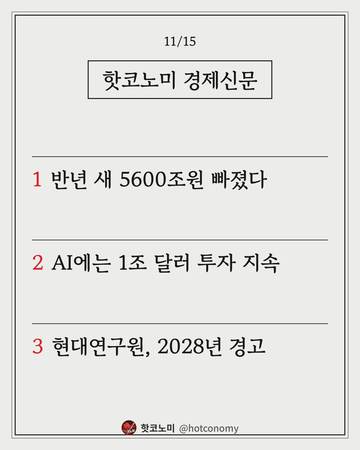 11/15
핫코노미 경제신문
1 반년 새 5600조원 빠졌다
2 AI에는 1조 달러 투자 지속
3 현대연구원, 2028년 경고
핫코노미 @hotconomy